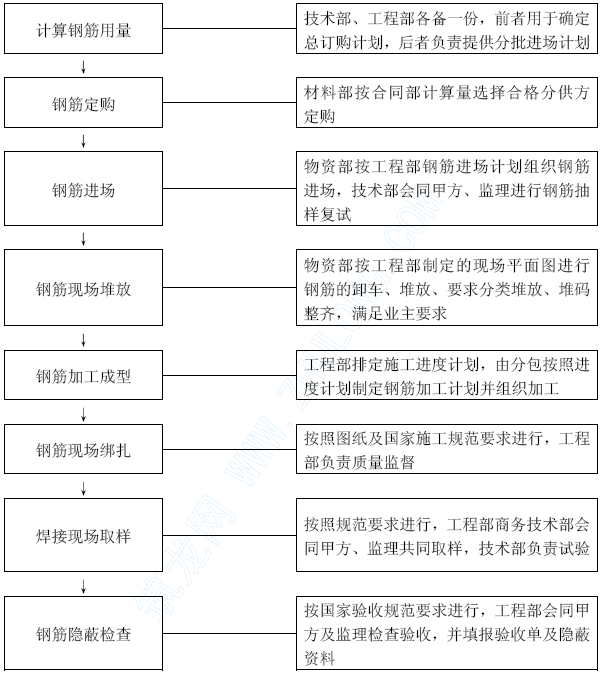 计算钢筋用量
技术部、工程部各备一份，前者用于确定
总订购计划，后者负责提供分批进场计划
钢筋定购
材料部按合同部计算量选择合格分供方
定购
钢筋进场
物资部按工程部钢筋进场计划组织钢筋
进场，技术部会同甲方、监理进行钢筋抽
样复试
钢筋现场堆放
物资部按工程部制定的现场平面图进行
钢筋的卸车、堆放、要求分类堆放、堆码
整齐，满足业主要求
钢筋加工成型
工程部排定施工进度计划，由分包按照进
度计划制定钢筋加工计划并组织加工
钢筋现场绑扎
按照图纸及国家施工规范要求进行，工程
部负责质量监督
焊接现场取样
按照规范要求进行，工程部商务技术部会
同甲方、监理共同取样，技术部负责试验
钢筋隐蔽检查
按国家验收规范要求进行，工程部会同甲
方及监理检查验收，并填报验收单及隐蔽
资料
筑龙网 WWW.ZHULONG.COM